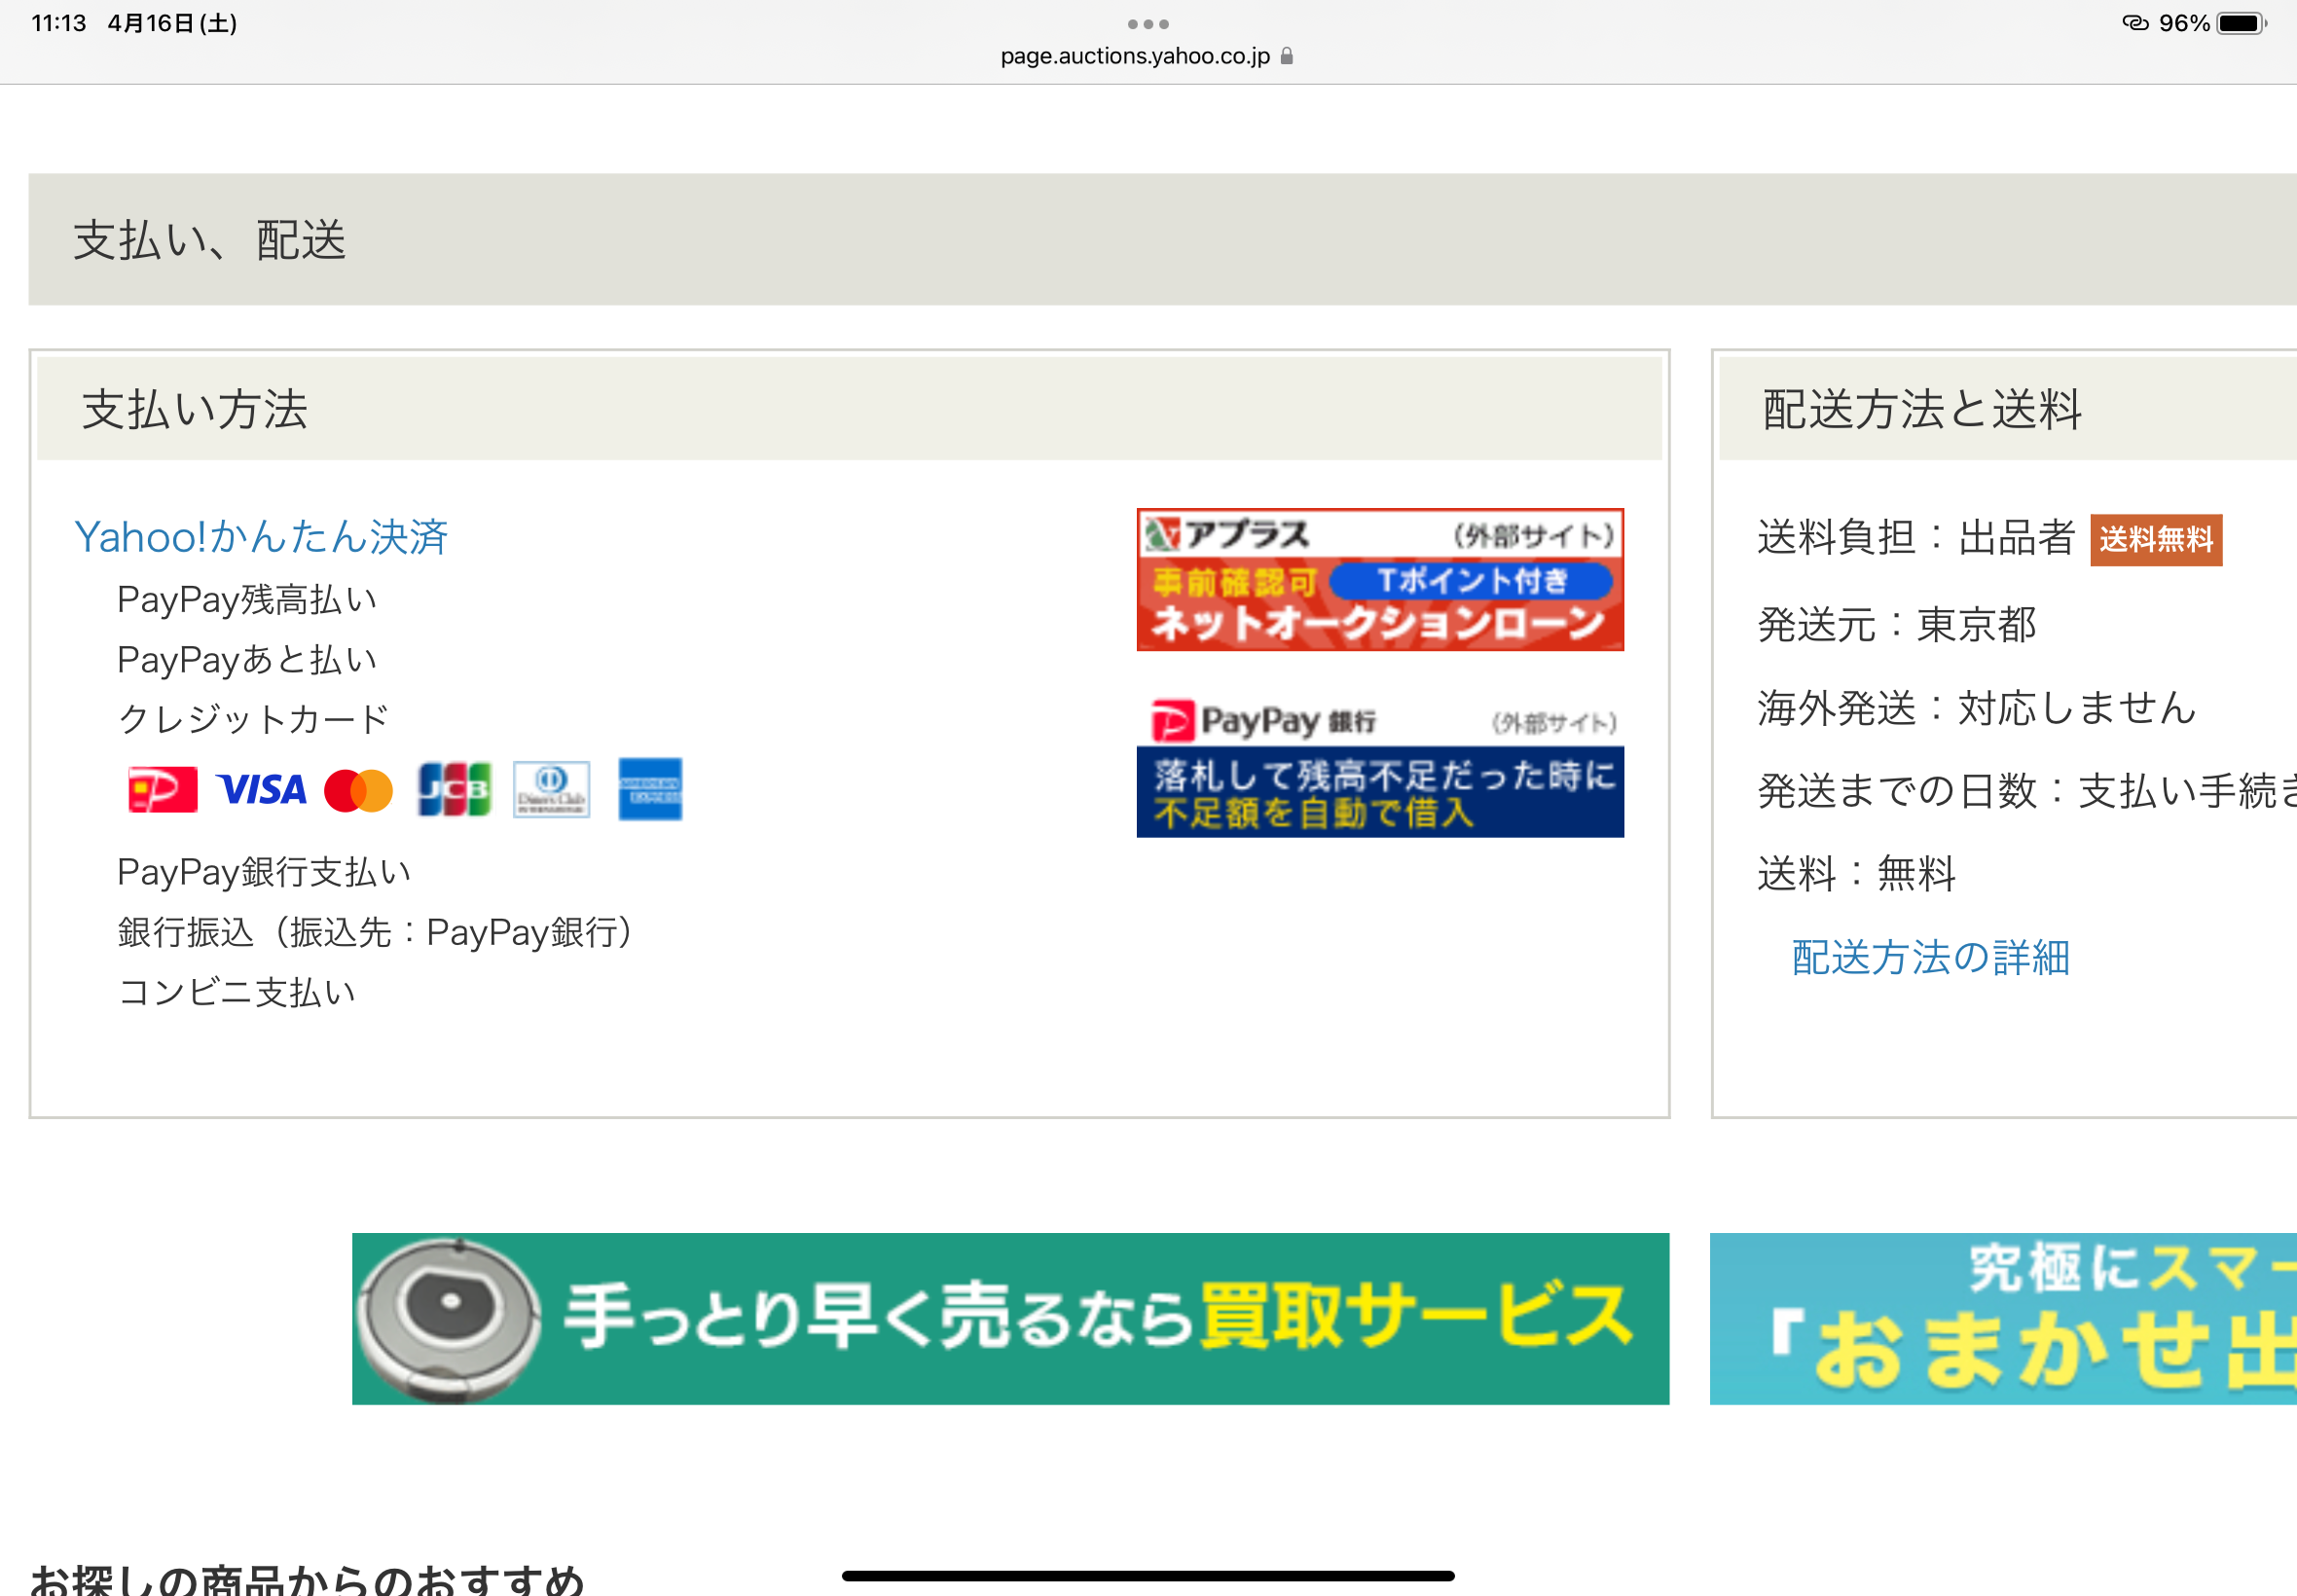 11:13 4月16日(土)
96%
page.auctions.yahoo.co.jp
支払い、配送
支払い方法
Yahoo!かんたん決済
PayPay残高払い
PayPayあと払い
クレジットカード
VISA JCB Diners Club INTERNATIONAL AMERICAN EXPRESS
PayPay銀行支払い
銀行振込（振込先：PayPay銀行）
コンビニ支払い
アプラス （外部サイト）
事前確認可 Tポイント付き
ネットオークションローン
PayPay 銀行 （外部サイト）
落札して残高不足だった時に
不足額を自動で借入
配送方法と送料
送料負担：出品者 送料無料
発送元：東京都
海外発送：対応しません
発送までの日数：支払い手続き
送料：無料
配送方法の詳細
手っとり早く売るなら買取サービス
究極にスマー
「おまかせ出
お探しの商品からのおすすめ